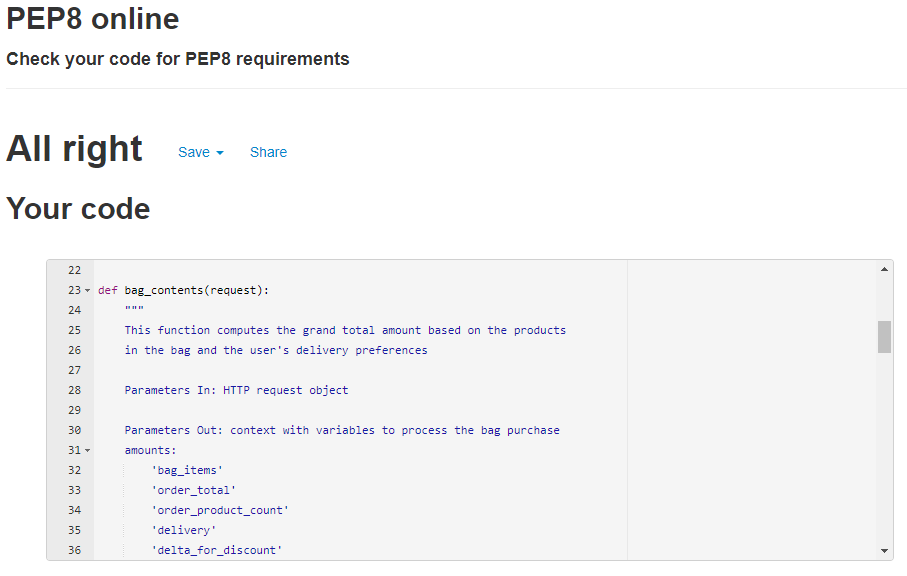 PEP8 online
Check your code for PEP8 requirements
All right Save Share
Your code
22
23 def bag_contents(request):
24 """
25 This function computes the grand total amount based on the products
26 in the bag and the user's delivery preferences
27
28 Parameters In: HTTP request object
29
30 Parameters Out: context with variables to process the bag purchase
31 amounts:
32 'bag_items'
33 'order_total'
34 'order_product_count'
35 'delivery'
36 'delta_for_discount'